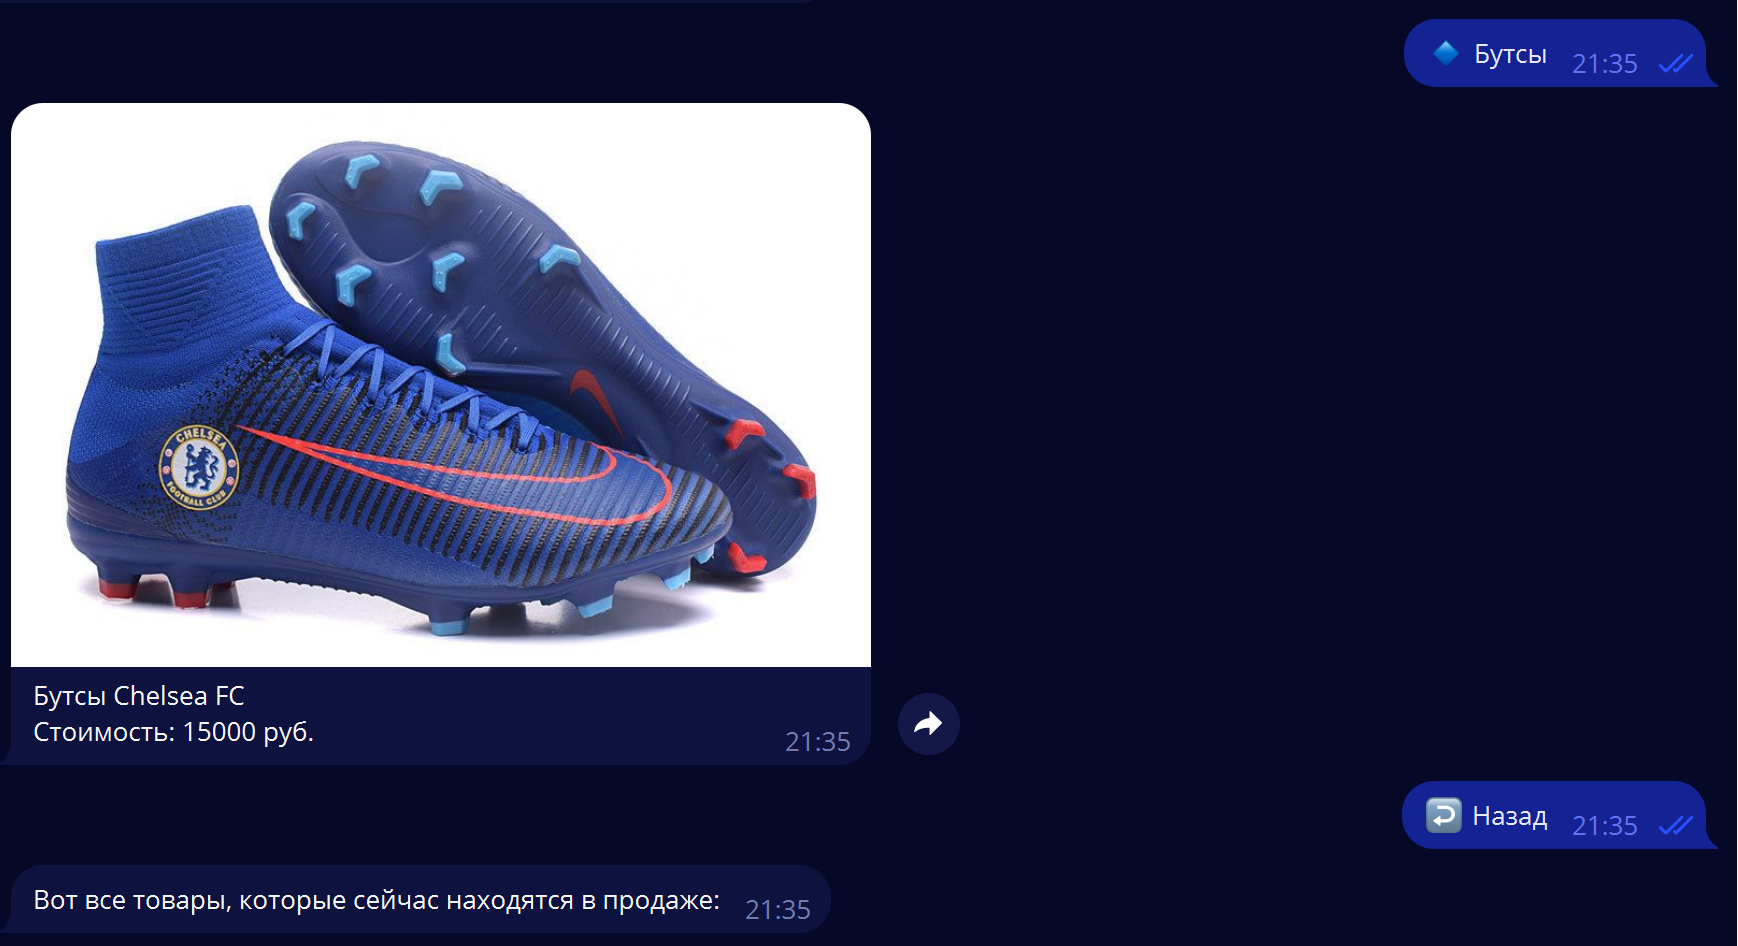 🔹 Бутсы 21:35
CHELSEA
FOOTBALL CLUB
Бутсы Chelsea FC
Стоимость: 15000 руб.
21:35
↩️ Назад 21:35
Вот все товары, которые сейчас находятся в продаже: 21:35